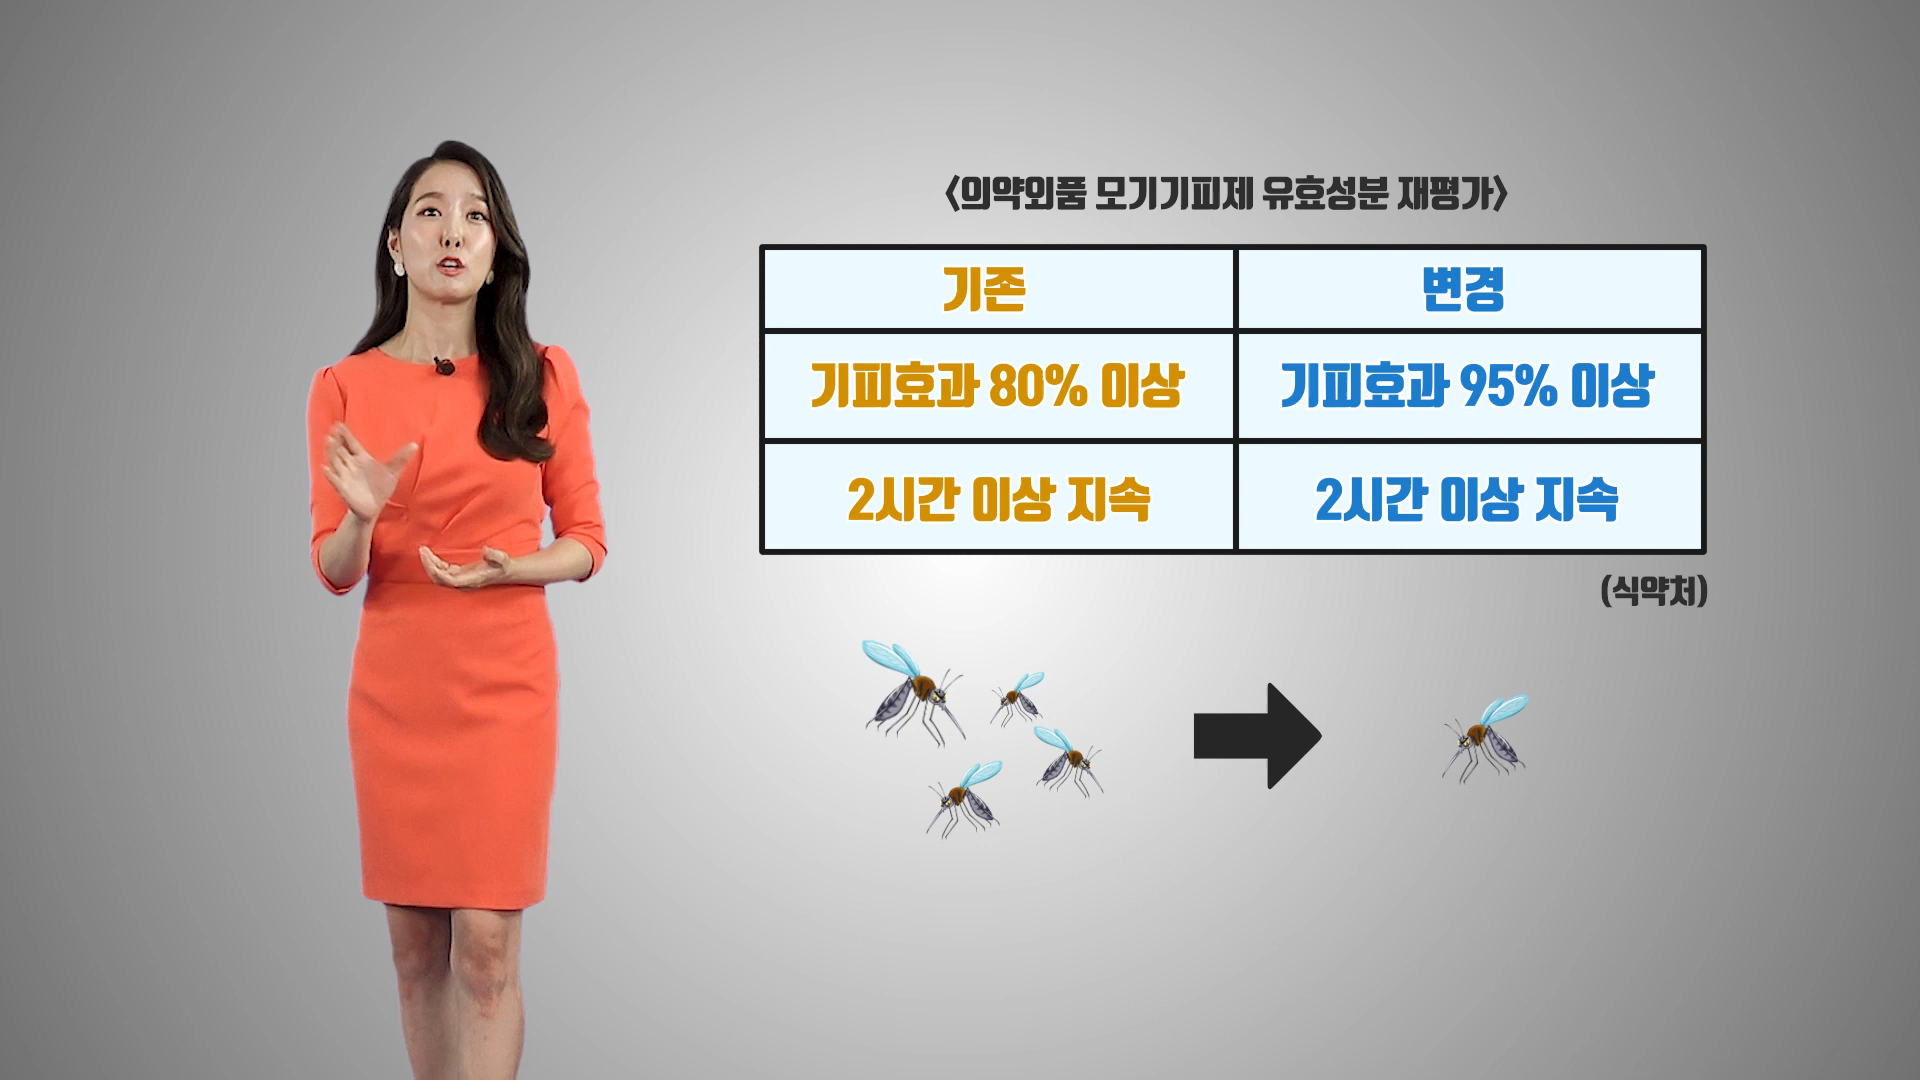 <의약외품 모기기피제 유효성분 재평가>
기존
변경
기피효과 80% 이상
기피효과 95% 이상
2시간 이상 지속
2시간 이상 지속
(식약처)